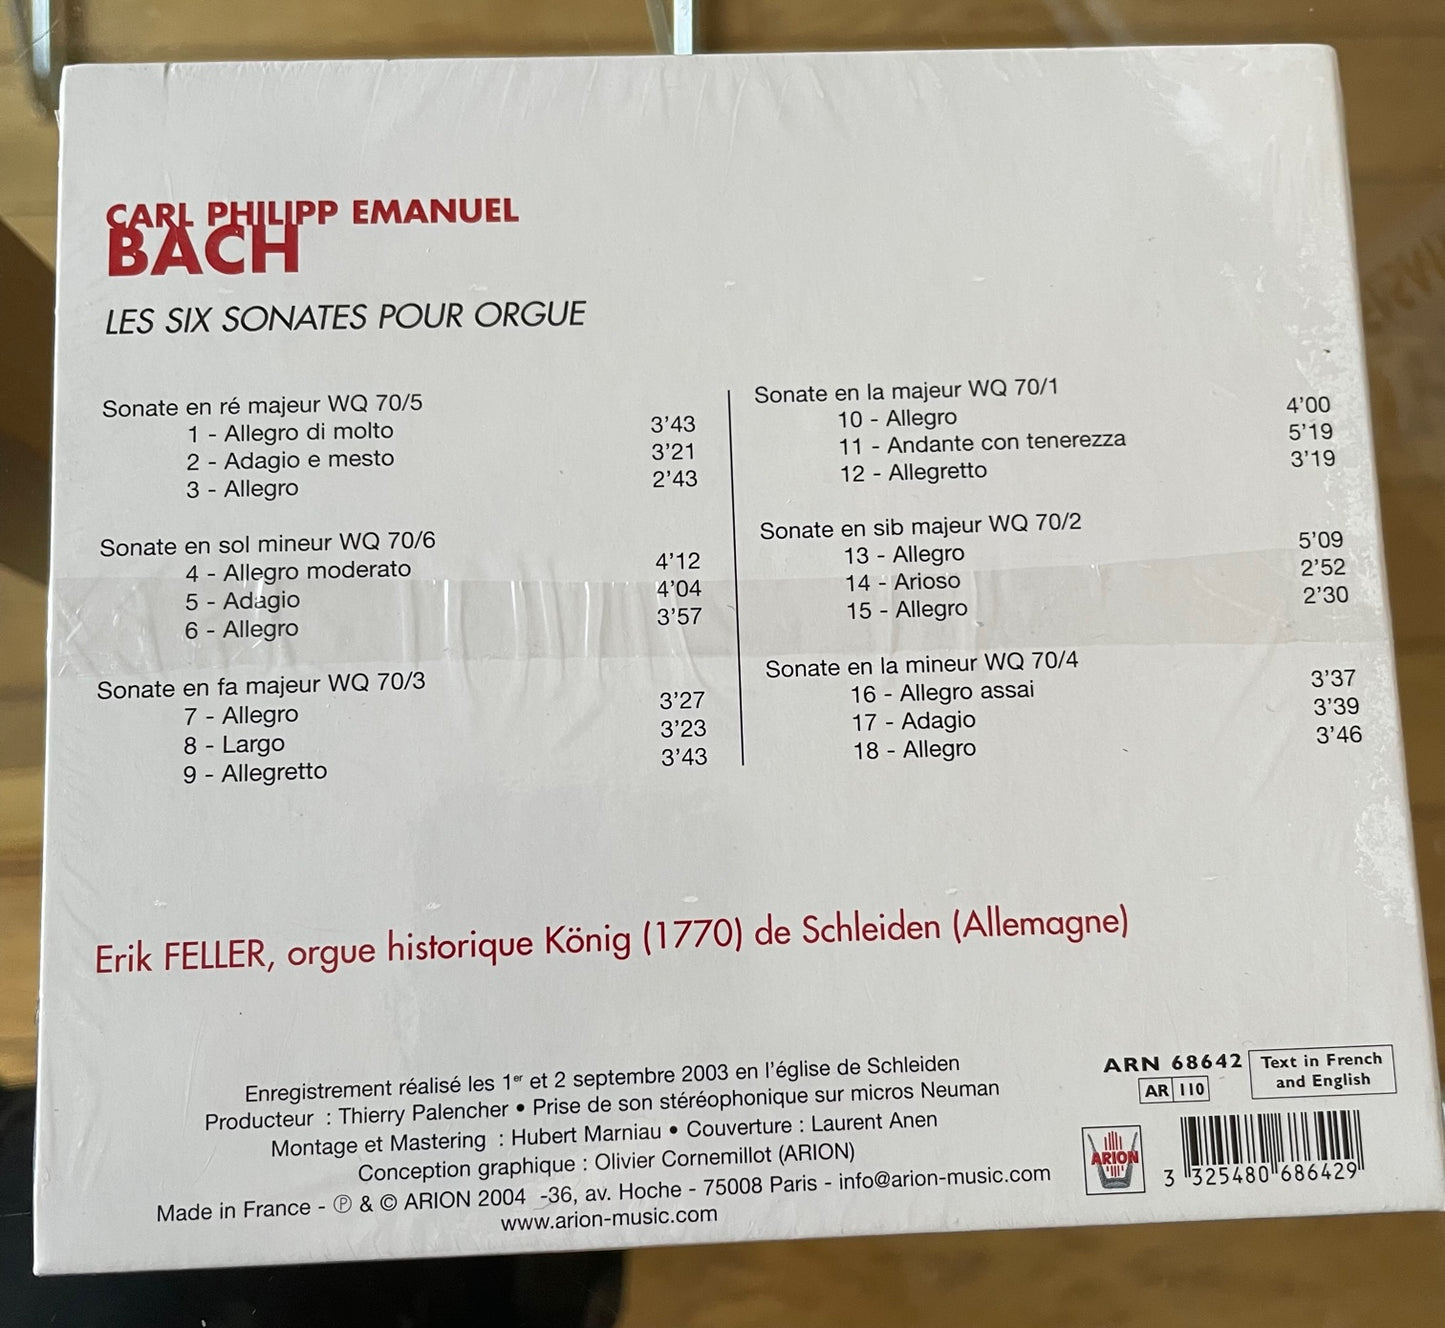 CARL PHILIPP EMANUEL
BACH
LES SIX SONATES POUR ORGUE
Sonate en ré majeur WQ 70/5
1 - Allegro di molto 3'43
2 - Adagio e mesto 3'21
3 - Allegro 2'43
Sonate en sol mineur WQ 70/6
4 - Allegro moderato 4'12
5 - Adagio 4'04
6 - Allegro 3'57
Sonate en fa majeur WQ 70/3
7 - Allegro 3'27
8 - Largo 3'23
9 - Allegretto 3'43
Sonate en la majeur WQ 70/1
10 - Allegro 4'00
11 - Andante con tenerezza 5'19
12 - Allegretto 3'19
Sonate en sib majeur WQ 70/2
13 - Allegro 5'09
14 - Arioso 2'52
15 - Allegro 2'30
Sonate en la mineur WQ 70/4
16 - Allegro assai 3'37
17 - Adagio 3'39
18 - Allegro 3'46
Erik FELLER, orgue historique König (1770) de Schleiden (Allemagne)
Enregistrement réalisé les 1er et 2 septembre 2003 en l'église de Schleiden
Producteur : Thierry Palencher • Prise de son stéréophonique sur micros Neuman
Montage et Mastering : Hubert Marniau • Couverture : Laurent Anen
Conception graphique : Olivier Cornemillot (ARION)
Made in France - ℗ & © ARION 2004 -36, av. Hoche - 75008 Paris - info@arion-music.com
www.arion-music.com
ARN 68642
AR 110
Text in French
and English
ARION
3 325480 686429